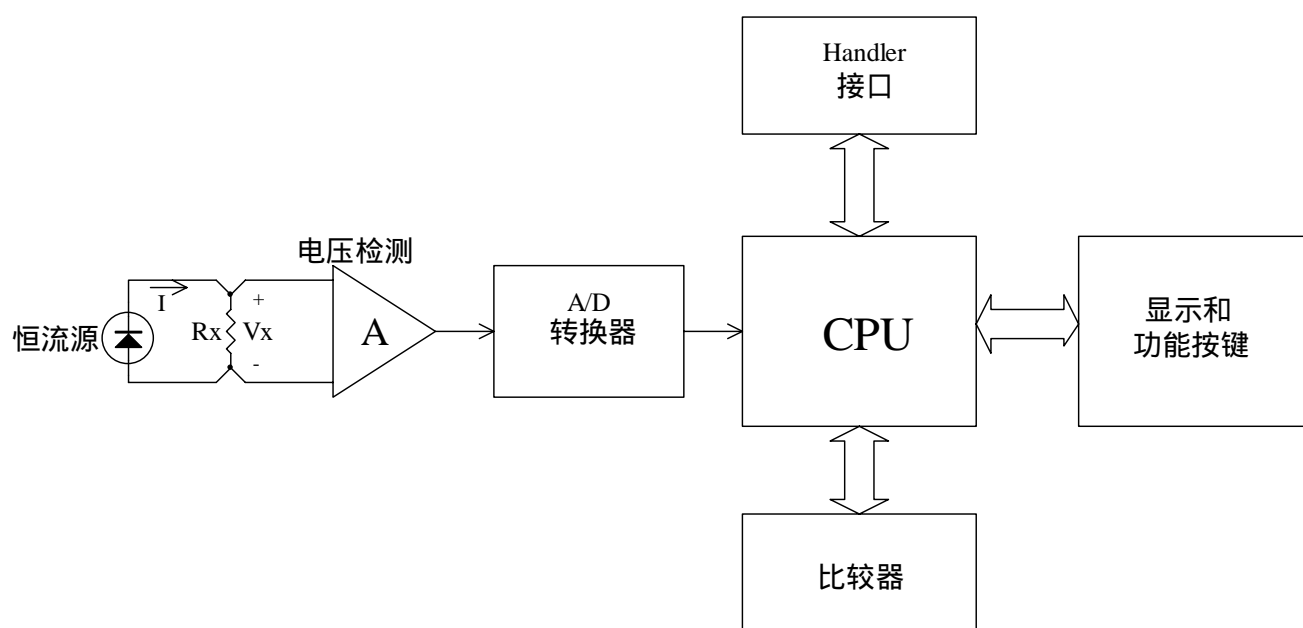 Handler
接口
电压检测
I
恒流源
Rx
+
Vx
-
A
A/D
转换器
CPU
显示和
功能按键
比较器